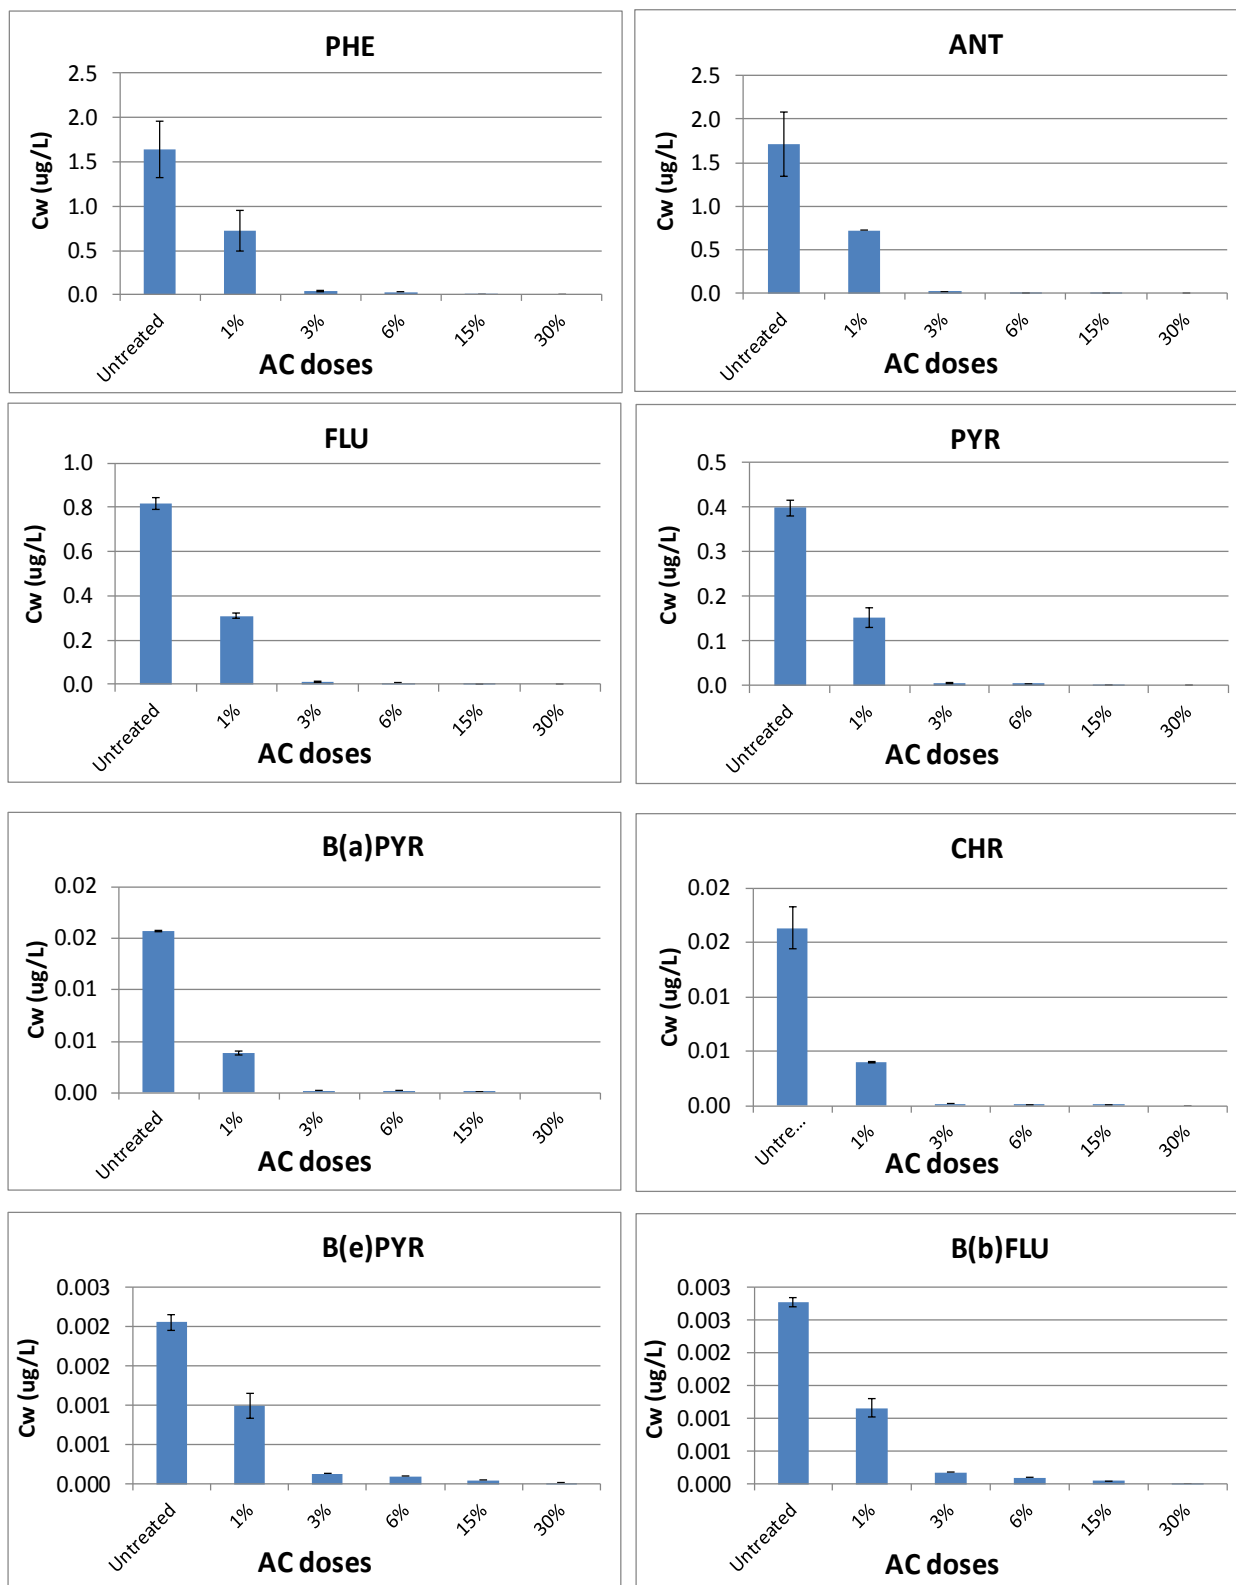 PHE
2.5
2.0
1.5
1.0
0.5
0.0
Cw (ug/L)
Untreated 1% 3% 6% 15% 30%
AC doses
ANT
2.5
2.0
1.5
1.0
0.5
0.0
Cw (ug/L)
Untreated 1% 3% 6% 15% 30%
AC doses
FLU
1.0
0.8
0.6
0.4
0.2
0.0
Cw (ug/L)
Untreated 1% 3% 6% 15% 30%
AC doses
PYR
0.5
0.4
0.3
0.2
0.1
0.0
Cw (ug/L)
Untreated 1% 3% 6% 15% 30%
AC doses
B(a)PYR
0.02
0.02
0.01
0.01
0.00
Cw (ug/L)
Untreated 1% 3% 6% 15% 30%
AC doses
CHR
0.02
0.02
0.01
0.01
0.00
Cw (ug/L)
Untre... 1% 3% 6% 15% 30%
AC doses
B(e)PYR
0.003
0.002
0.002
0.001
0.001
0.000
Cw (ug/L)
Untreated 1% 3% 6% 15% 30%
AC doses
B(b)FLU
0.003
0.003
0.002
0.002
0.001
0.001
0.000
Cw (ug/L)
Untreated 1% 3% 6% 15% 30%
AC doses